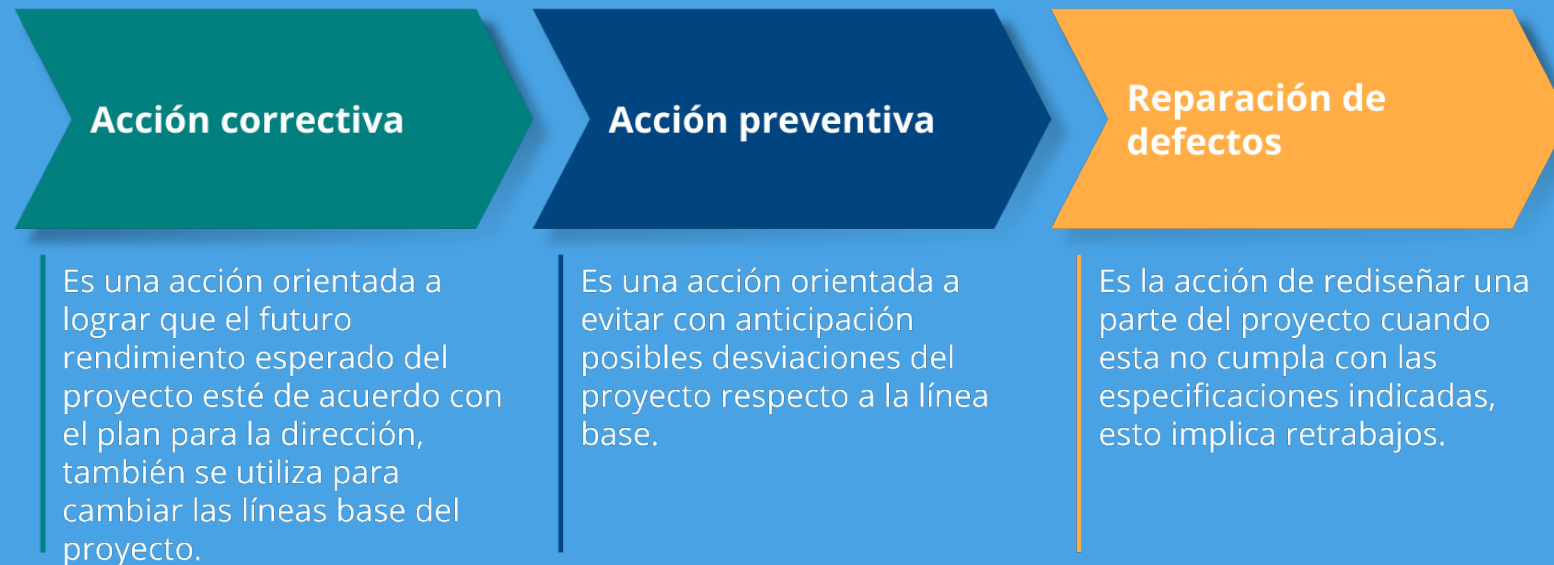 Acción correctiva
Acción preventiva
Reparación de
defectos
Es una acción orientada a
lograr que el futuro
rendimiento esperado del
proyecto esté de acuerdo con
el plan para la dirección,
también se utiliza para
cambiar las líneas base del
proyecto.
Es una acción orientada a
evitar con anticipación
posibles desviaciones del
proyecto respecto a la línea
base.
Es la acción de rediseñar una
parte del proyecto cuando
esta no cumpla con las
especificaciones indicadas,
esto implica retrabajos.